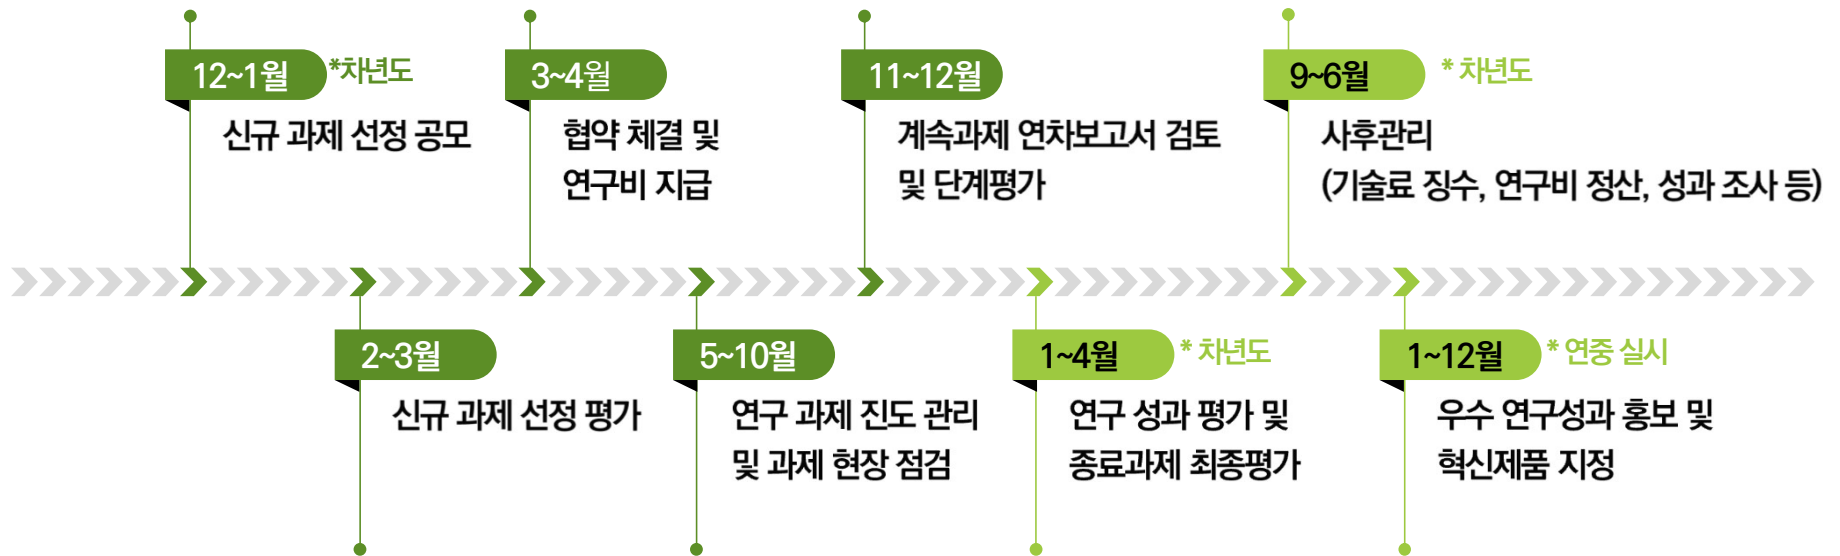 12~1월 *차년도
신규 과제 선정 공모
3~4월
협약 체결 및
연구비 지급
11~12월
계속과제 연차보고서 검토
및 단계평가
9~6월 * 차년도
사후관리
(기술료 징수, 연구비 정산, 성과 조사 등)
2~3월
신규 과제 선정 평가
5~10월
연구 과제 진도 관리
및 과제 현장 점검
1~4월 * 차년도
연구 성과 평가 및
종료과제 최종평가
1~12월 * 연중 실시
우수 연구성과 홍보 및
혁신제품 지정